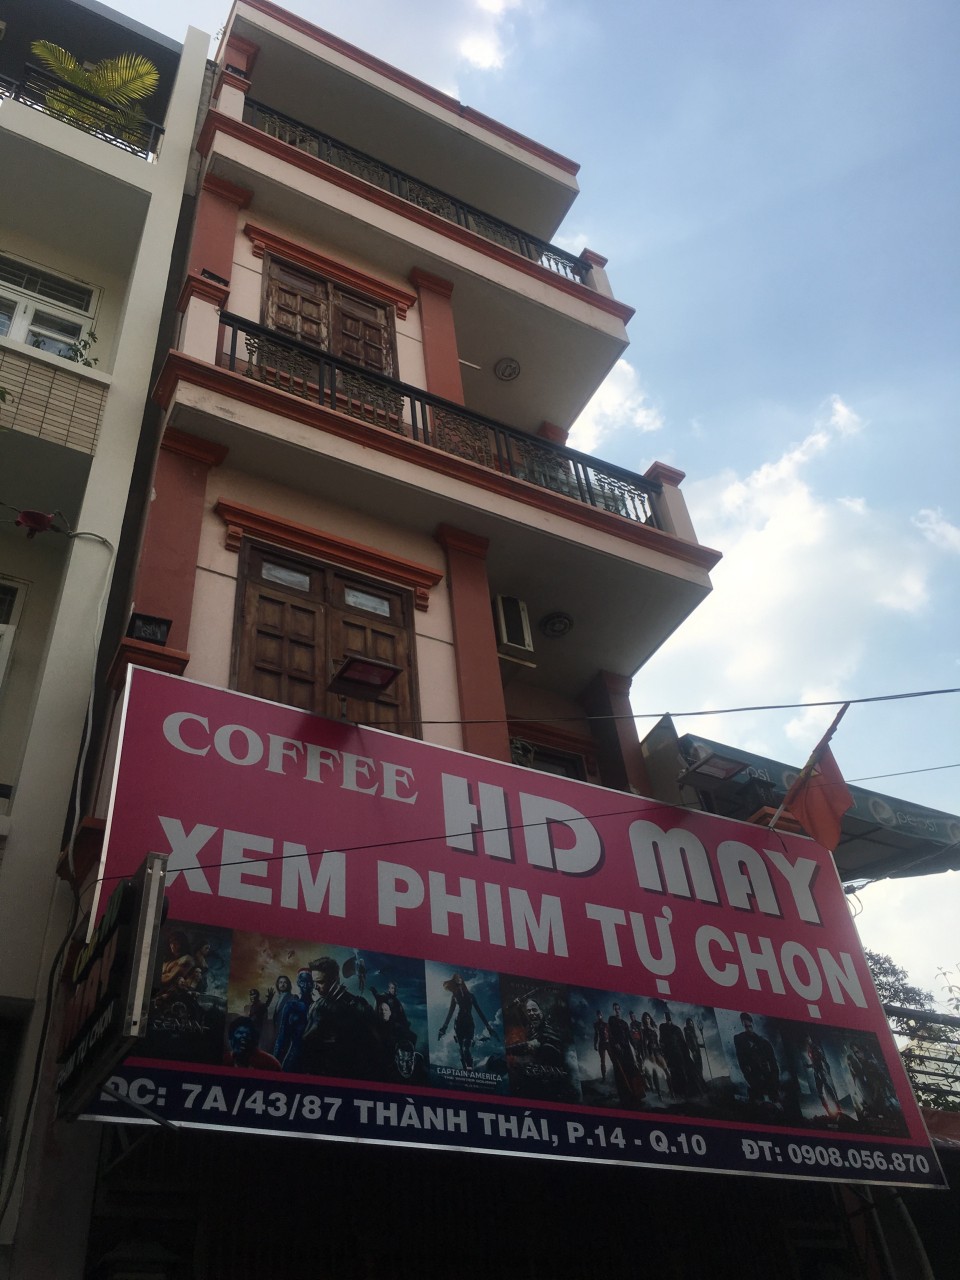 COFFEE HD MAY
XEM PHIM TỰ CHỌN
CAPTAIN AMERICA
ĐC: 7A/43/87 THÀNH THÁI, P.14 - Q.10 ĐT: 0908.056.870
pepsi